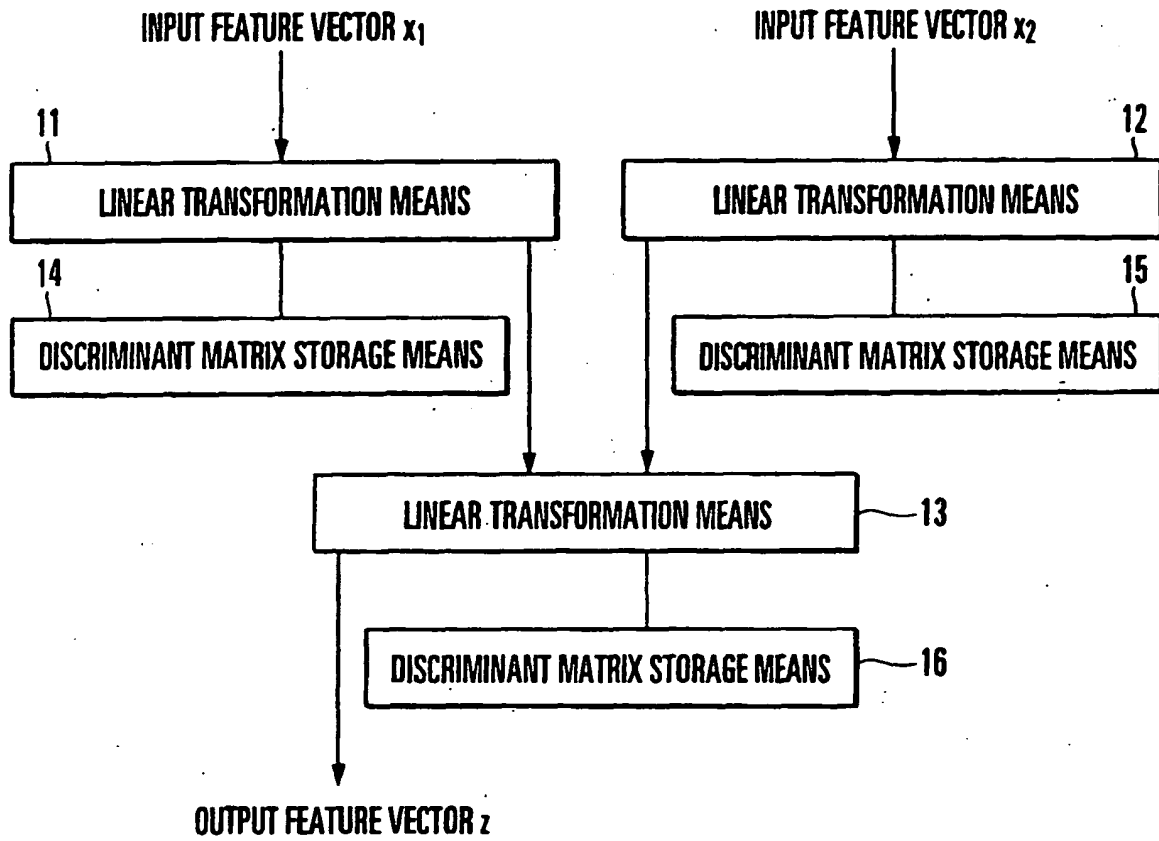 INPUT FEATURE VECTOR x₁
INPUT FEATURE VECTOR x₂
11
12
LINEAR TRANSFORMATION MEANS
LINEAR TRANSFORMATION MEANS
14
15
DISCRIMINANT MATRIX STORAGE MEANS
DISCRIMINANT MATRIX STORAGE MEANS
LINEAR TRANSFORMATION MEANS
13
DISCRIMINANT MATRIX STORAGE MEANS
16
OUTPUT FEATURE VECTOR z